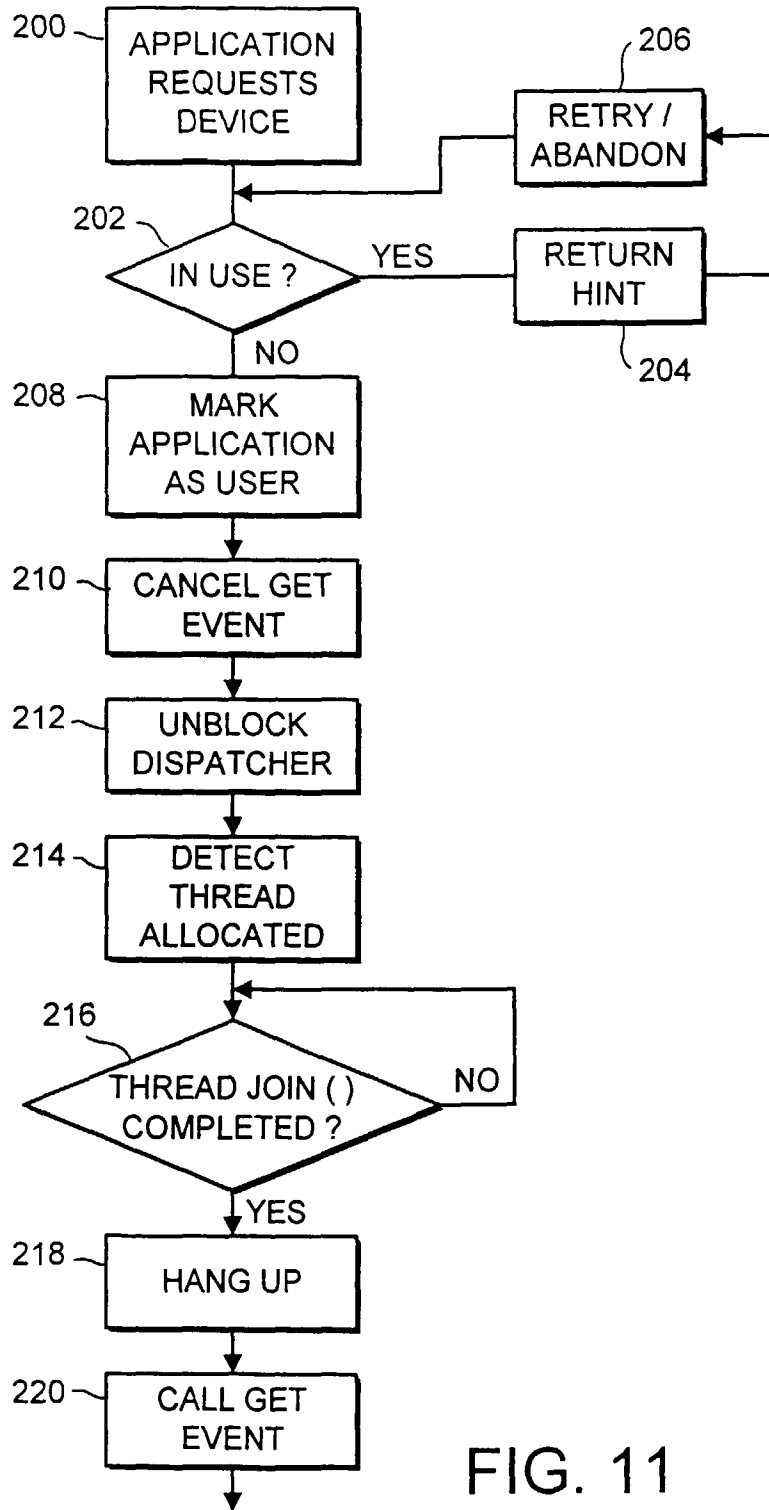 200
APPLICATION
REQUESTS
DEVICE
206
RETRY /
ABANDON
202
IN USE ?
YES
RETURN
HINT
204
NO
208
MARK
APPLICATION
AS USER
210
CANCEL GET
EVENT
212
UNBLOCK
DISPATCHER
214
DETECT
THREAD
ALLOCATED
216
THREAD JOIN ( )
COMPLETED ?
NO
YES
218
HANG UP
220
CALL GET
EVENT
FIG. 11